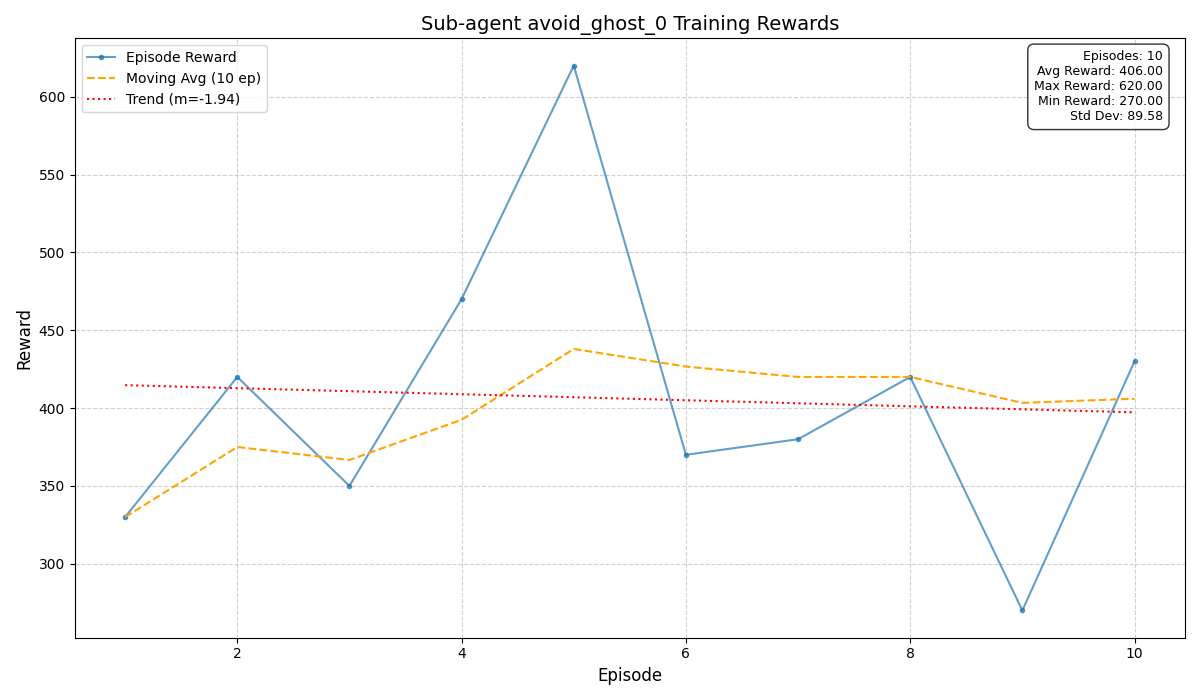 Sub-agent avoid_ghost_0 Training Rewards
Episode Reward
Moving Avg (10 ep)
Trend (m=-1.94)
Episodes: 10
Avg Reward: 406.00
Max Reward: 620.00
Min Reward: 270.00
Std Dev: 89.58
Reward
600
550
500
450
400
350
300
2 4 6 8 10
Episode